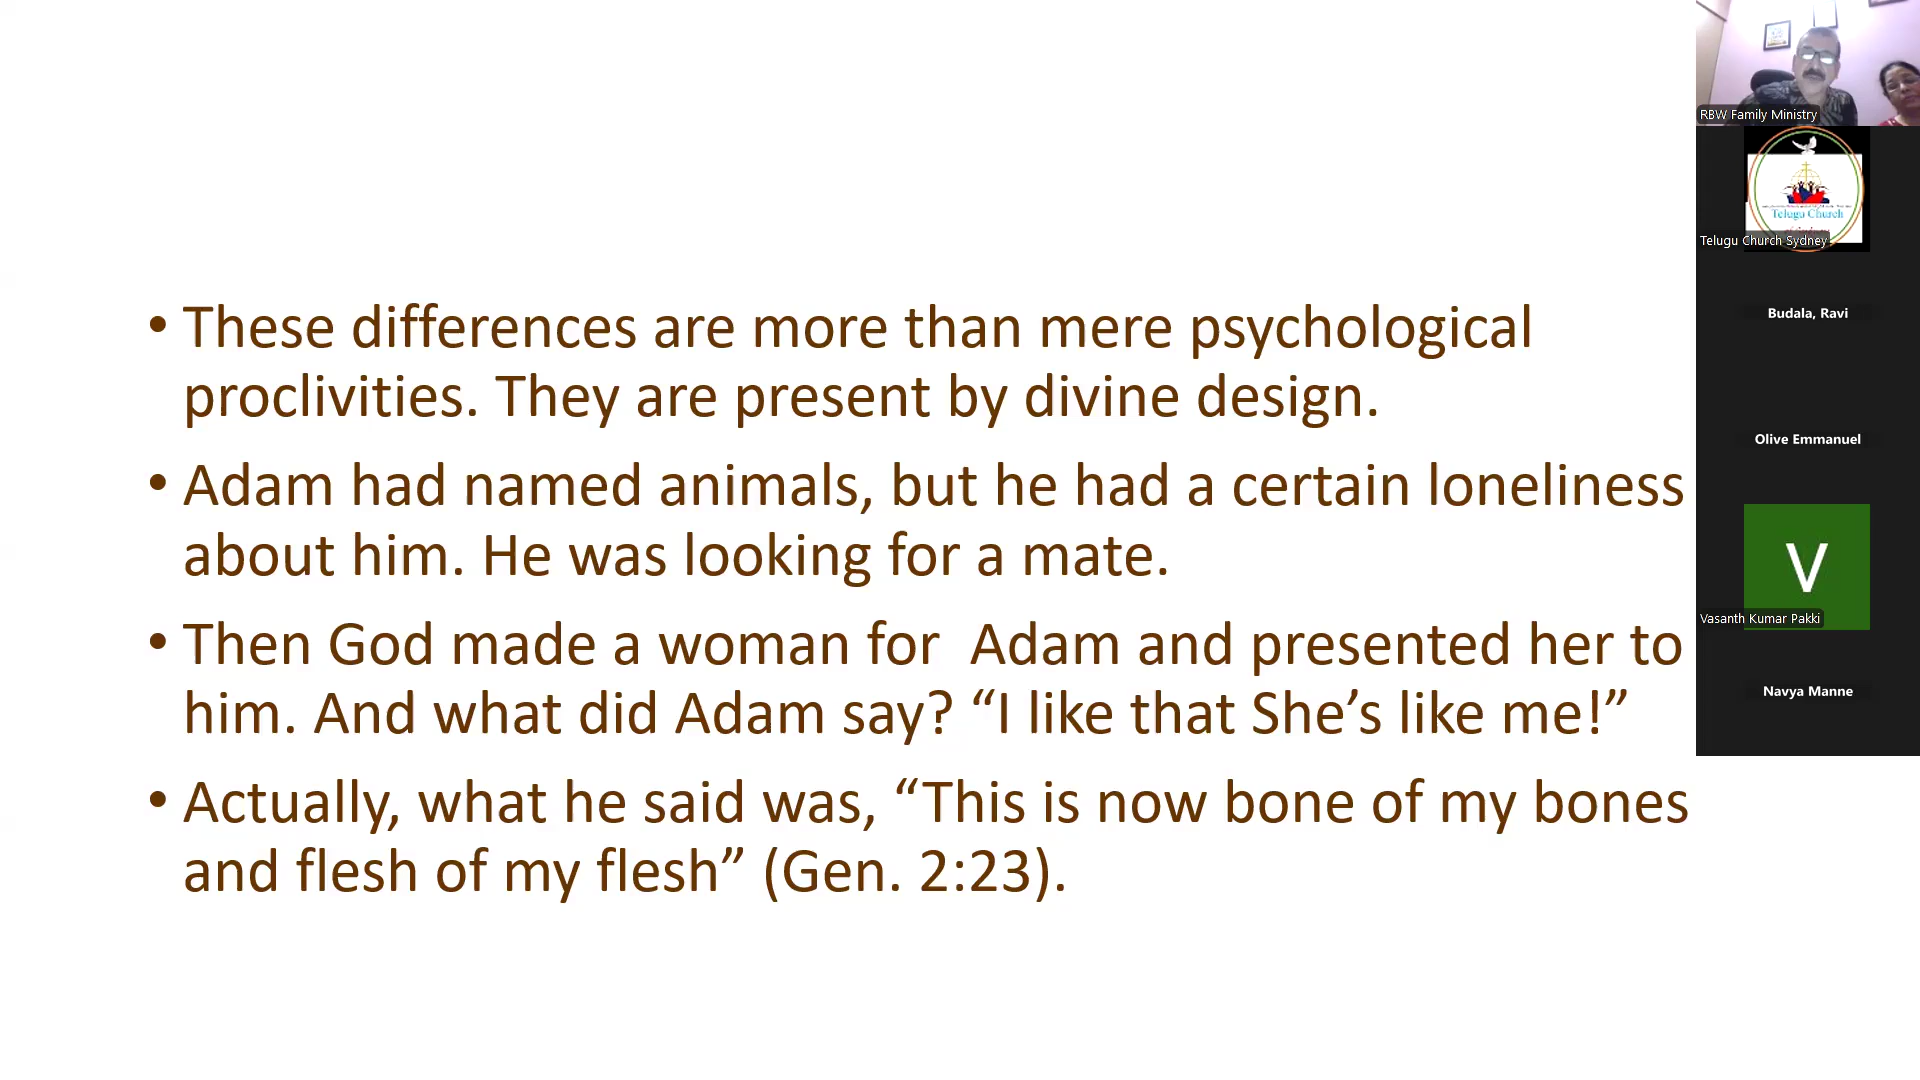 • These differences are more than mere psychological
proclivities. They are present by divine design.
• Adam had named animals, but he had a certain loneliness
about him. He was looking for a mate.
• Then God made a woman for  Adam and presented her to
him. And what did Adam say? “I like that She’s like me!”
• Actually, what he said was, “This is now bone of my bones
and flesh of my flesh” (Gen. 2:23).
RBW Family Ministry
Telugu Church
Telugu Church Sydney
Budala, Ravi
Olive Emmanuel
V
Vasanth Kumar Pakki
Navya Manne